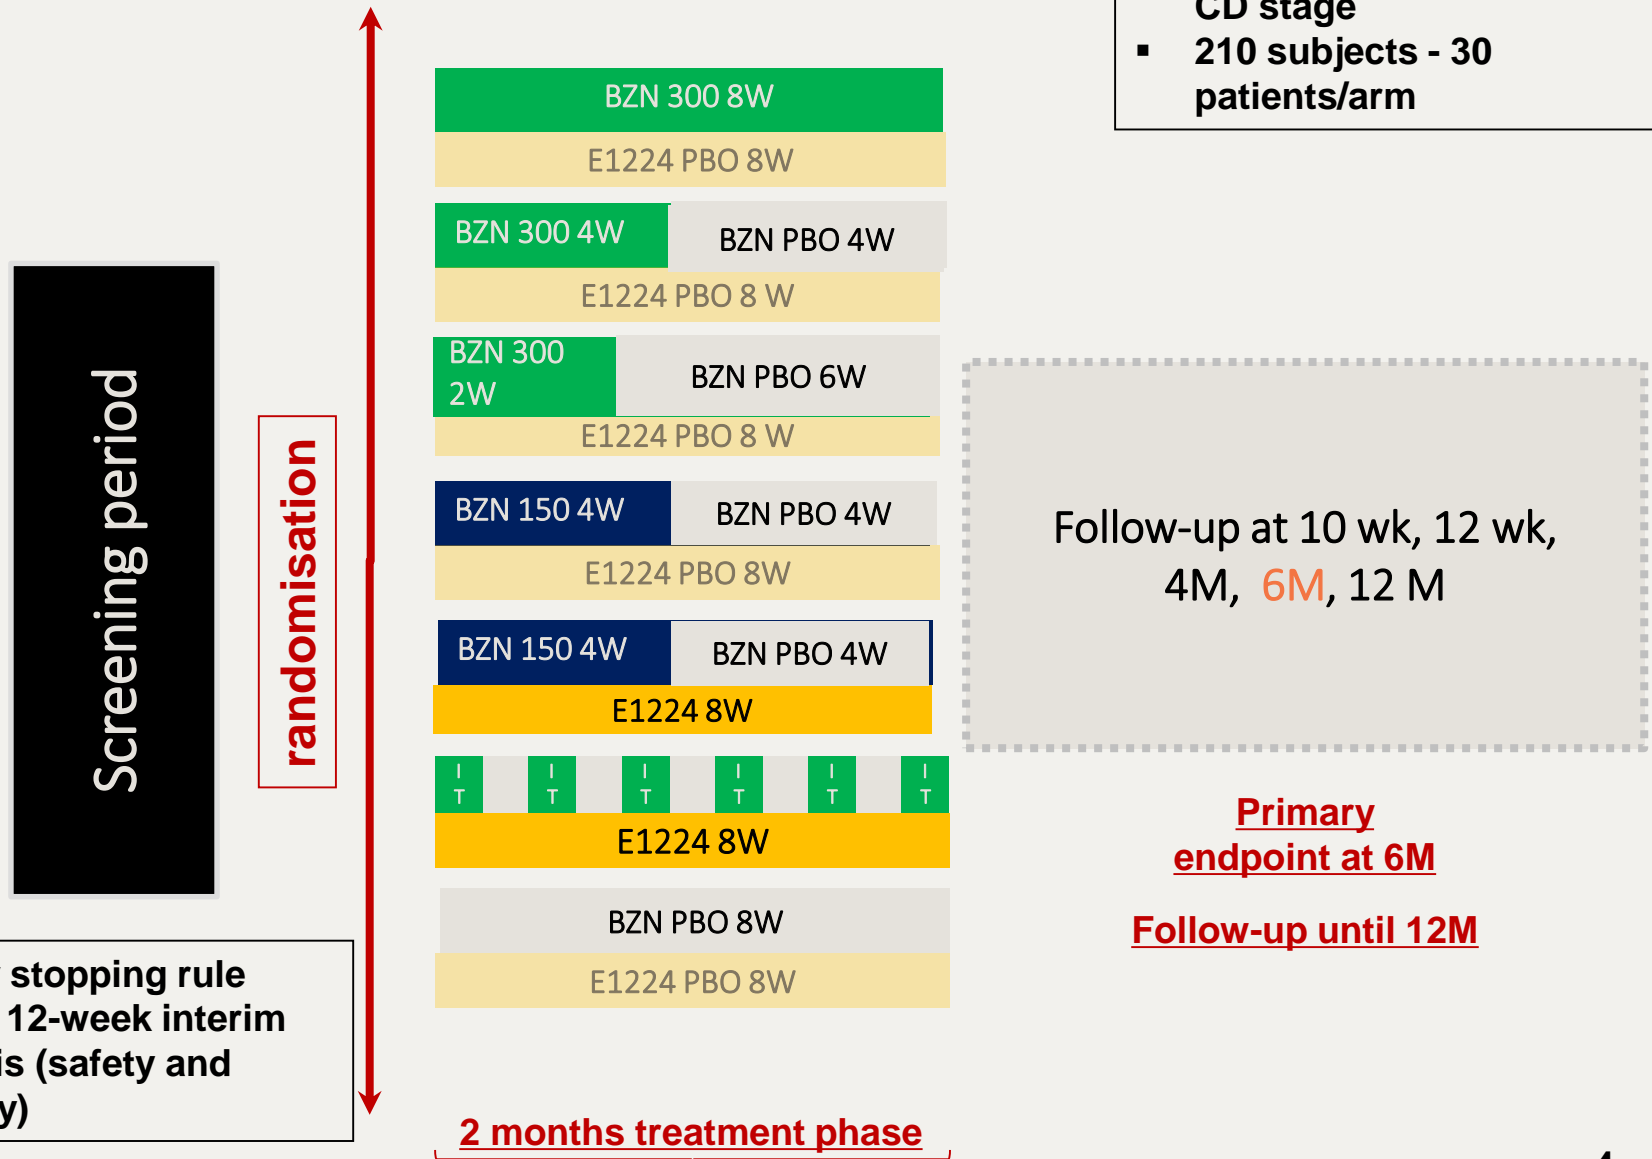 CD stage
▪ 210 subjects - 30
patients/arm
BZN 300 8W
E1224 PBO 8W
BZN 300 4W
BZN PBO 4W
E1224 PBO 8 W
BZN 300
2W
BZN PBO 6W
E1224 PBO 8 W
BZN 150 4W
BZN PBO 4W
E1224 PBO 8W
BZN 150 4W
BZN PBO 4W
E1224 8W
I I I I I I
T T T T T T
E1224 8W
BZN PBO 8W
E1224 PBO 8W
Screening period
randomisation
Follow-up at 10 wk, 12 wk,
4M, 6M, 12 M
Primary
endpoint at 6M
Follow-up until 12M
stopping rule
12-week interim
(safety and
2 months treatment phase